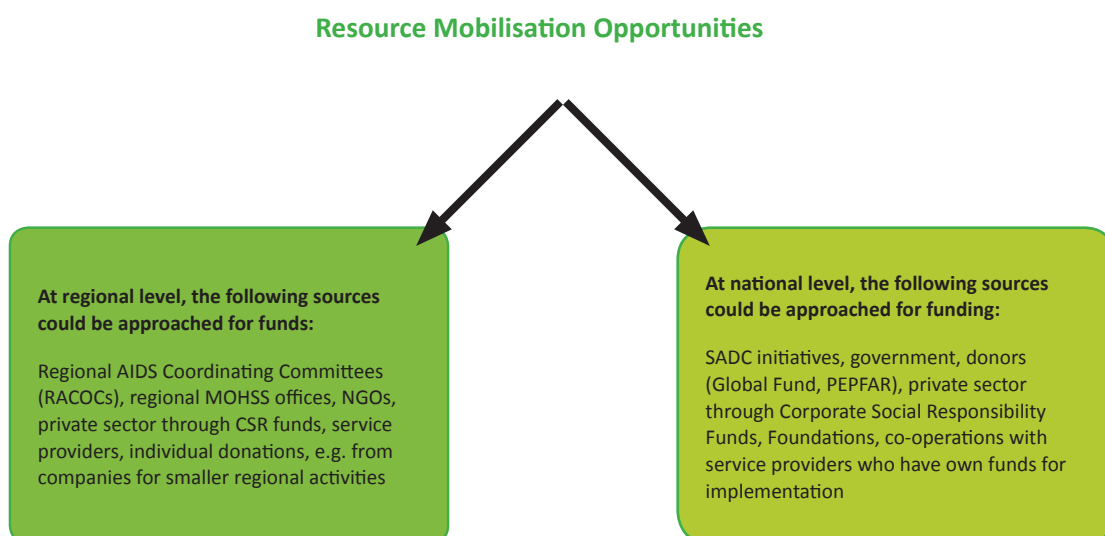 Resource Mobilisation Opportunities
At regional level, the following sources
could be approached for funds:
Regional AIDS Coordinating Committees
(RACOCs), regional MOHSS offices, NGOs,
private sector through CSR funds, service
providers, individual donations, e.g. from
companies for smaller regional activities
At national level, the following sources
could be approached for funding:
SADC initiatives, government, donors
(Global Fund, PEPFAR), private sector
through Corporate Social Responsibility
Funds, Foundations, co-operations with
service providers who have own funds for
implementation